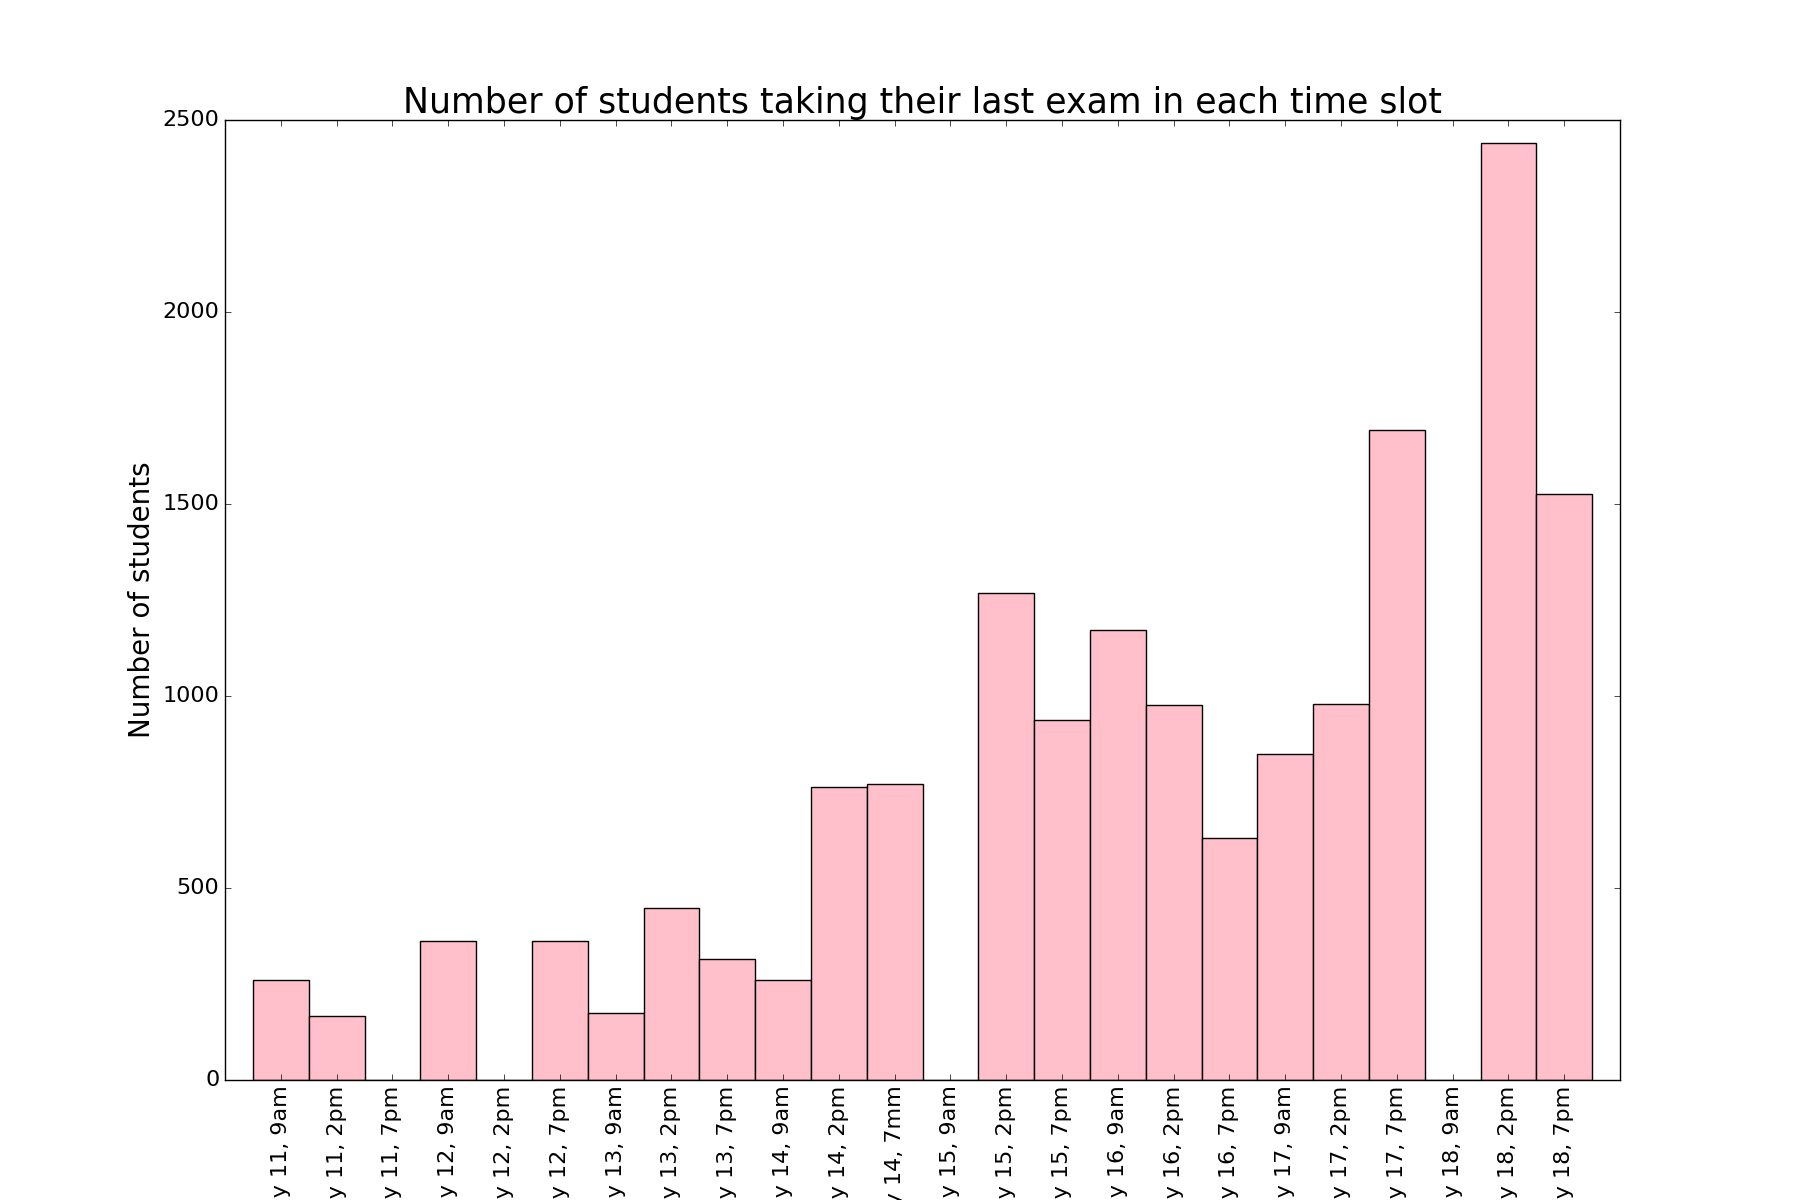 Number of students taking their last exam in each time slot
Number of students
2500
2000
1500
1000
500
0
y 11, 9am
y 11, 2pm
y 11, 7pm
y 12, 9am
y 12, 2pm
y 12, 7pm
y 13, 9am
y 13, 2pm
y 13, 7pm
y 14, 9am
y 14, 2pm
y 14, 7mm
y 15, 9am
y 15, 2pm
y 15, 7pm
y 16, 9am
y 16, 2pm
y 16, 7pm
y 17, 9am
y 17, 2pm
y 17, 7pm
y 18, 9am
y 18, 2pm
y 18, 7pm